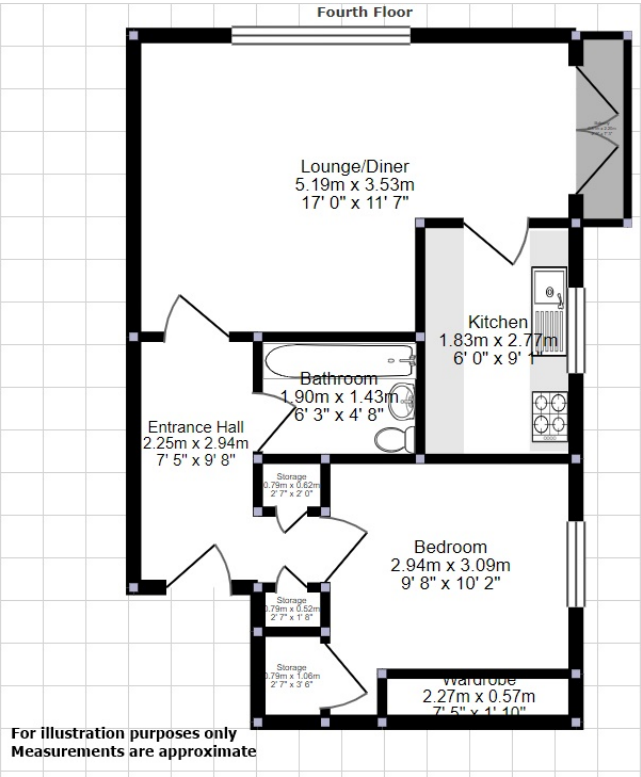 Fourth Floor
Lounge/Diner
5.19m x 3.53m
17' 0" x 11' 7"
Kitchen
1.83m x 2.77m
6' 0" x 9' 1"
Bathroom
1.90m x 1.43m
6' 3" x 4' 8"
Entrance Hall
2.25m x 2.94m
7' 5" x 9' 8"
Storage
0.79m x 0.62m
2' 7" x 2' 0"
Bedroom
2.94m x 3.09m
9' 8" x 10' 2"
Storage
0.79m x 0.52m
2' 7" x 1' 8"
Storage
0.79m x 1.06m
2' 7" x 3' 6"
Wardrobe
2.27m x 0.57m
7' 5" x 1' 10"
For illustration purposes only
Measurements are approximate